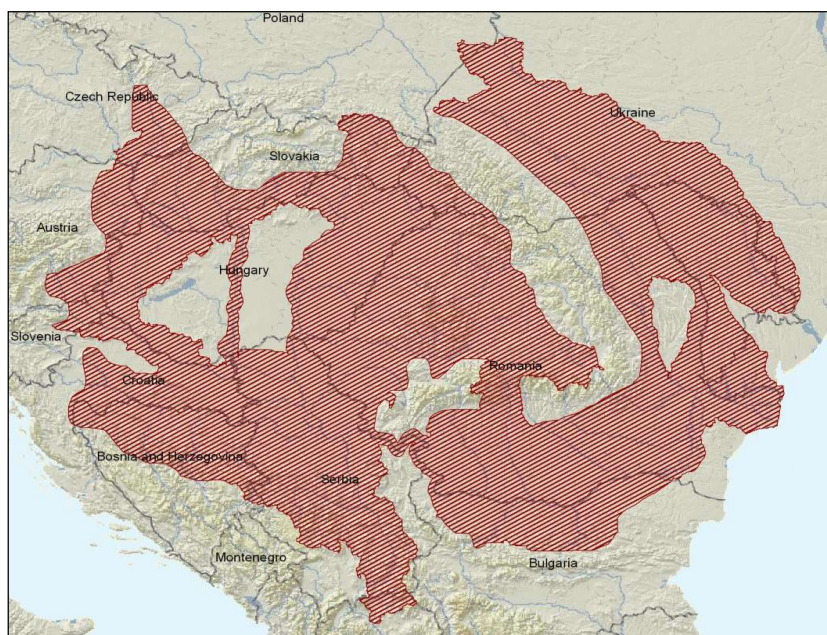 Poland
Czech Republic
Ukraine
Slovakia
Austria
Hungary
Slovenia
Romania
Croatia
Bosnia and Herzegovina
Serbia
Montenegro
Bulgaria